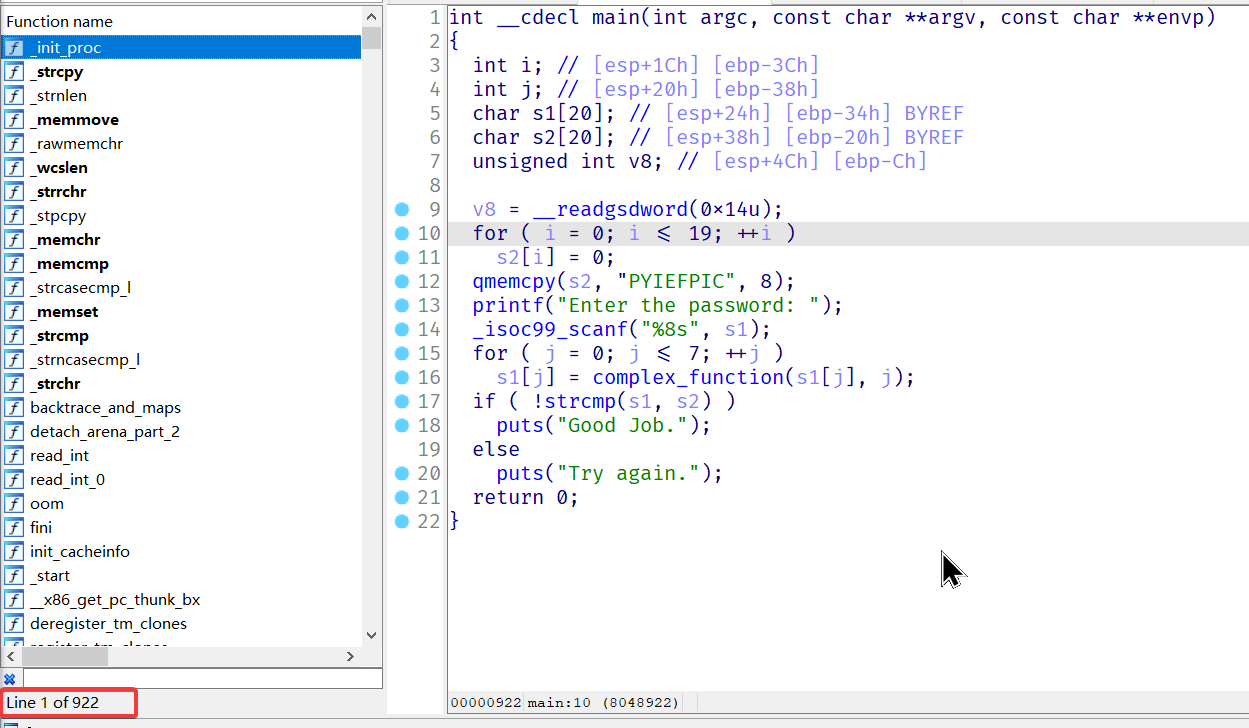 Function name
_init_proc
_strcpy
_strnlen
_memmove
_rawmemchr
_wcslen
_strrchr
_stpcpy
_memchr
_memcmp
_strcasecmp_l
_memset
_strcmp
_strncasecmp_l
_strchr
backtrace_and_maps
detach_arena_part_2
read_int
read_int_0
oom
fini
init_cacheinfo
_start
__x86_get_pc_thunk_bx
deregister_tm_clones
Line 1 of 922
1 int __cdecl main(int argc, const char **argv, const char **envp)
2 {
3 int i; // [esp+1Ch] [ebp-3Ch]
4 int j; // [esp+20h] [ebp-38h]
5 char s1[20]; // [esp+24h] [ebp-34h] BYREF
6 char s2[20]; // [esp+38h] [ebp-20h] BYREF
7 unsigned int v8; // [esp+4Ch] [ebp-Ch]
8
9 v8 = __readgsdword(0x14u);
10 for ( i = 0; i <= 19; ++i )
11 s2[i] = 0;
12 qmemcpy(s2, "PYIEFPIC", 8);
13 printf("Enter the password: ");
14 _isoc99_scanf("%8s", s1);
15 for ( j = 0; j <= 7; ++j )
16 s1[j] = complex_function(s1[j], j);
17 if ( !strcmp(s1, s2) )
18 puts("Good Job.");
19 else
20 puts("Try again.");
21 return 0;
22 }
00000922 main:10 (8048922)